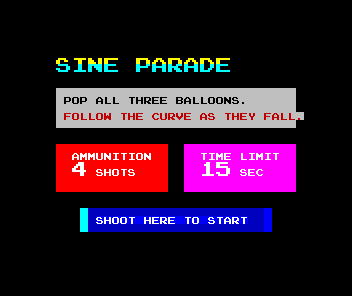 SINE PARADE
POP ALL THREE BALLOONS.
FOLLOW THE CURVE AS THEY FALL.
AMMUNITION
4 SHOTS
TIME LIMIT
15 SEC
SHOOT HERE TO START